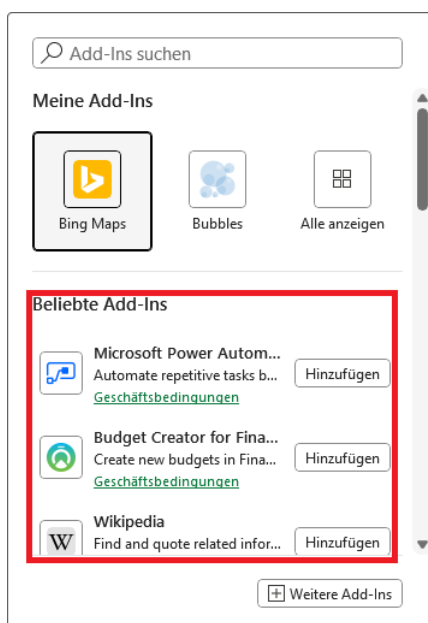 Add-Ins suchen
Meine Add-Ins
Bing Maps
Bubbles
Alle anzeigen
Beliebte Add-Ins
Microsoft Power Autom...
Automate repetitive tasks b...
Geschäftsbedingungen
Hinzufügen
Budget Creator for Fina...
Create new budgets in Fina...
Geschäftsbedingungen
Hinzufügen
W
Wikipedia
Find and quote related infor...
Hinzufügen
Weitere Add-Ins